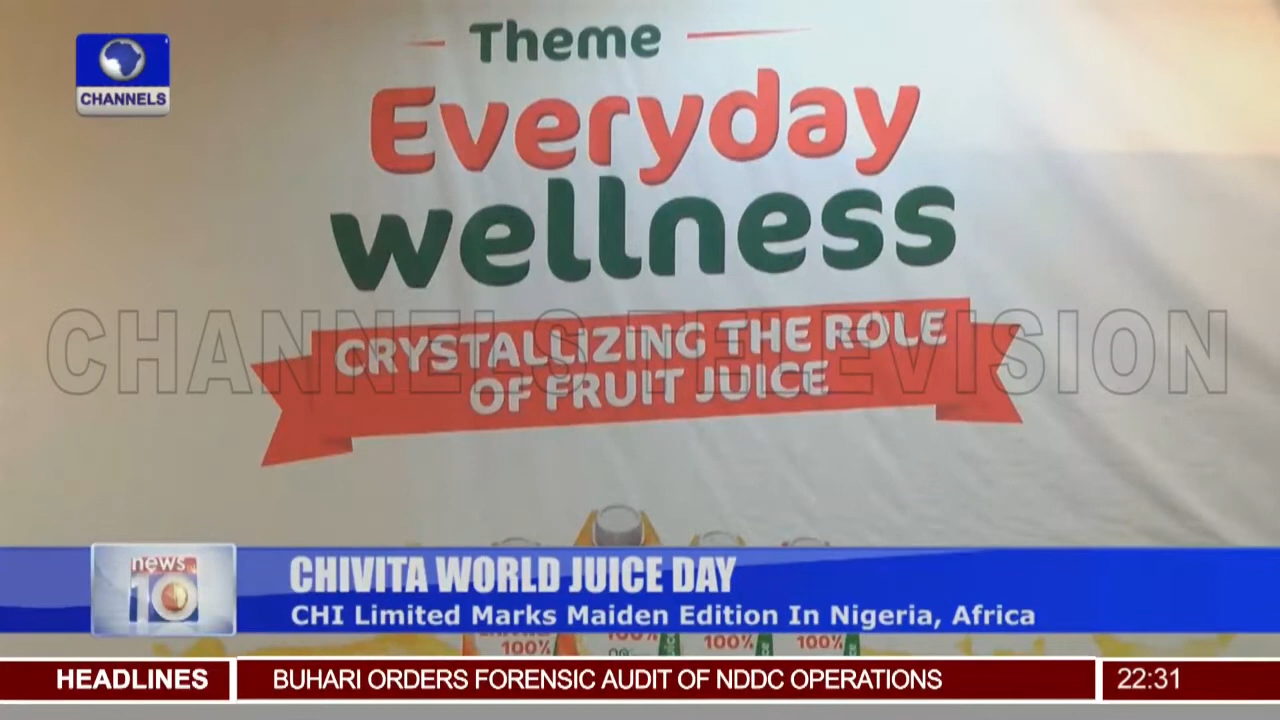 Theme
Everyday
wellness
CRYSTALLIZING THE ROLE
OF FRUIT JUICE
CHANNELS
CHANNELS TELEVISION
news
10
CHIVITA WORLD JUICE DAY
CHI Limited Marks Maiden Edition In Nigeria, Africa
100% 100% 100% 100%
HEADLINES
BUHARI ORDERS FORENSIC AUDIT OF NDDC OPERATIONS
22:31